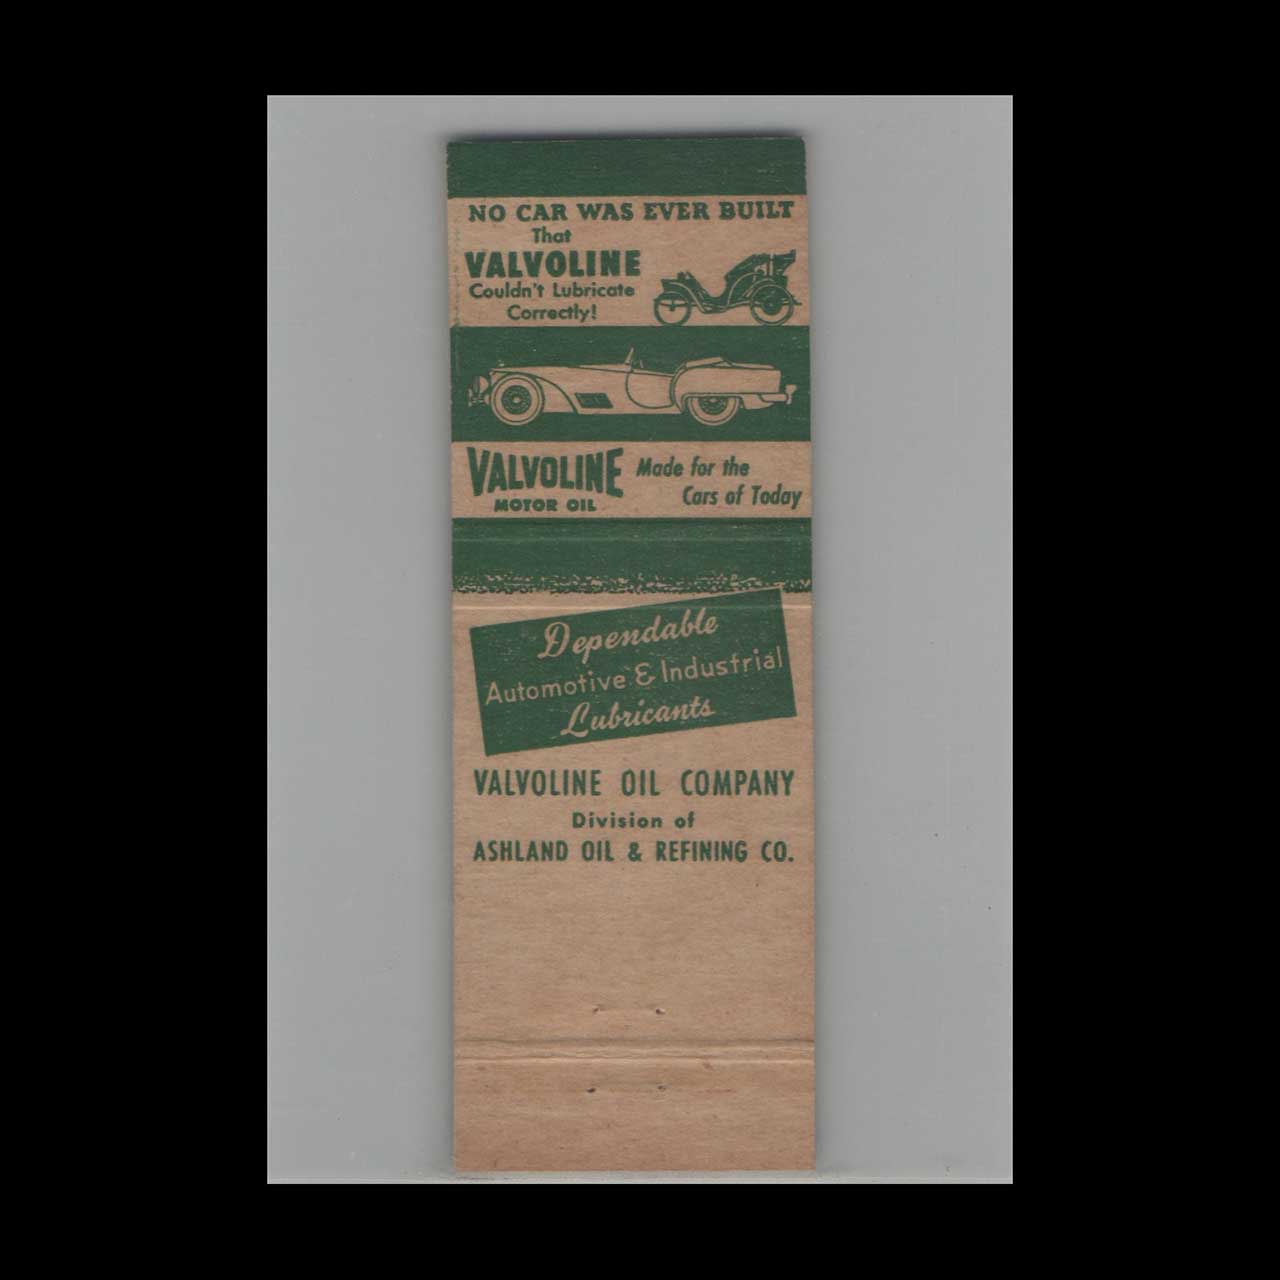 NO CAR WAS EVER BUILT
That
VALVOLINE
Couldn't Lubricate
Correctly!
VALVOLINE
MOTOR OIL
Made for the
Cars of Today
Dependable
Automotive & Industrial
Lubricants
VALVOLINE OIL COMPANY
Division of
ASHLAND OIL & REFINING CO.